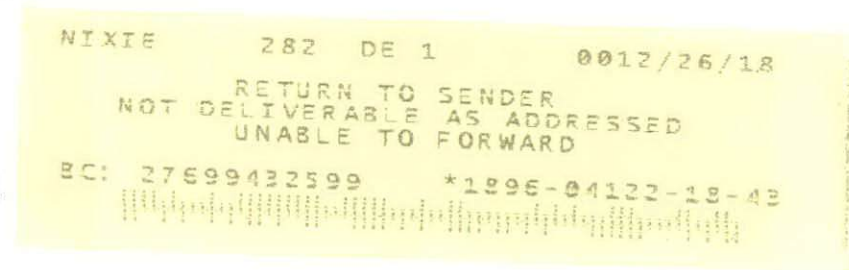 NIXIE 282 DE 1 0012/26/18
RETURN TO SENDER
NOT DELIVERABLE AS ADDRESSED
UNABLE TO FORWARD
BC: 27699432599 *1896-04122-18-43